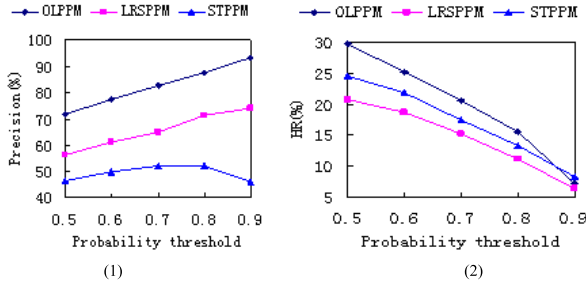 OLPPM LRSPPM STPPM
Precision(%)
100
90
80
70
60
50
40
0.5 0.6 0.7 0.8 0.9
Probability threshold
(1)
OLPPM LRSPPM STPPM
HR(%)
30
25
20
15
10
5
0.5 0.6 0.7 0.8 0.9
Probability threshold
(2)